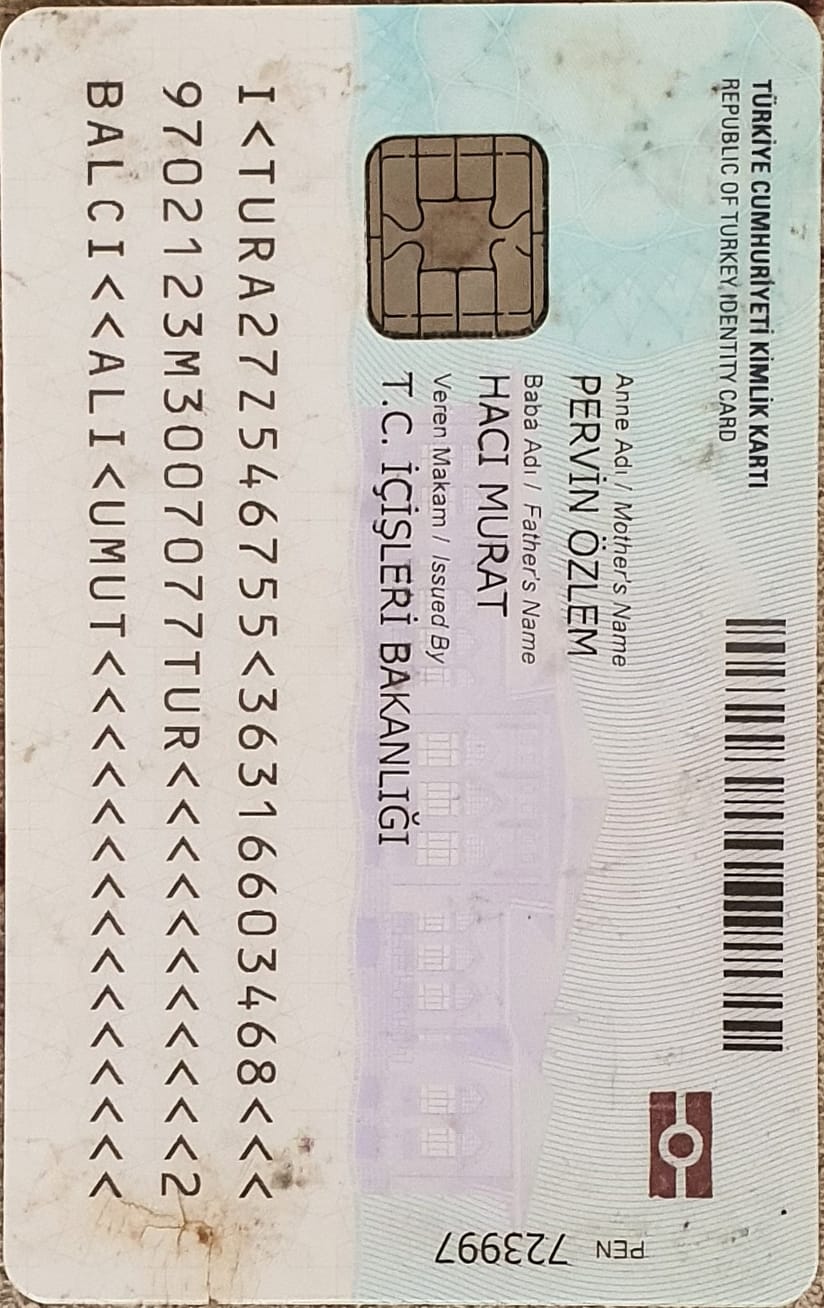 TÜRKİYE CUMHURİYETİ KİMLİK KARTI
REPUBLIC OF TURKEY IDENTITY CARD
Anne Adı / Mother's Name
PERVİN ÖZLEM
Baba Adı / Father's Name
HACI MURAT
Veren Makam / Issued By
T.C. İÇİŞLERİ BAKANLIĞI
PEN 723997
I<TURA27Z546755<36316603468<<<
9702123M3007077TUR<<<<<<<<<<<2
BALCI<<ALI<UMUT<<<<<<<<<<<<<<<